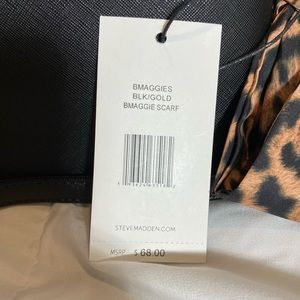 BMAGGIES
BLK/GOLD
BMAGGIE SCARF
STEVEMADDEN.COM
MSRP $ 68.00